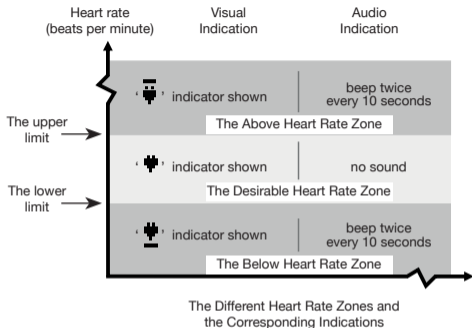 Heart rate
(beats per minute)
Visual
Indication
Audio
Indication
' ' indicator shown
beep twice
every 10 seconds
The Above Heart Rate Zone
The upper
limit
' ' indicator shown
no sound
The Desirable Heart Rate Zone
The lower
limit
' ' indicator shown
beep twice
every 10 seconds
The Below Heart Rate Zone
The Different Heart Rate Zones and
the Corresponding Indications